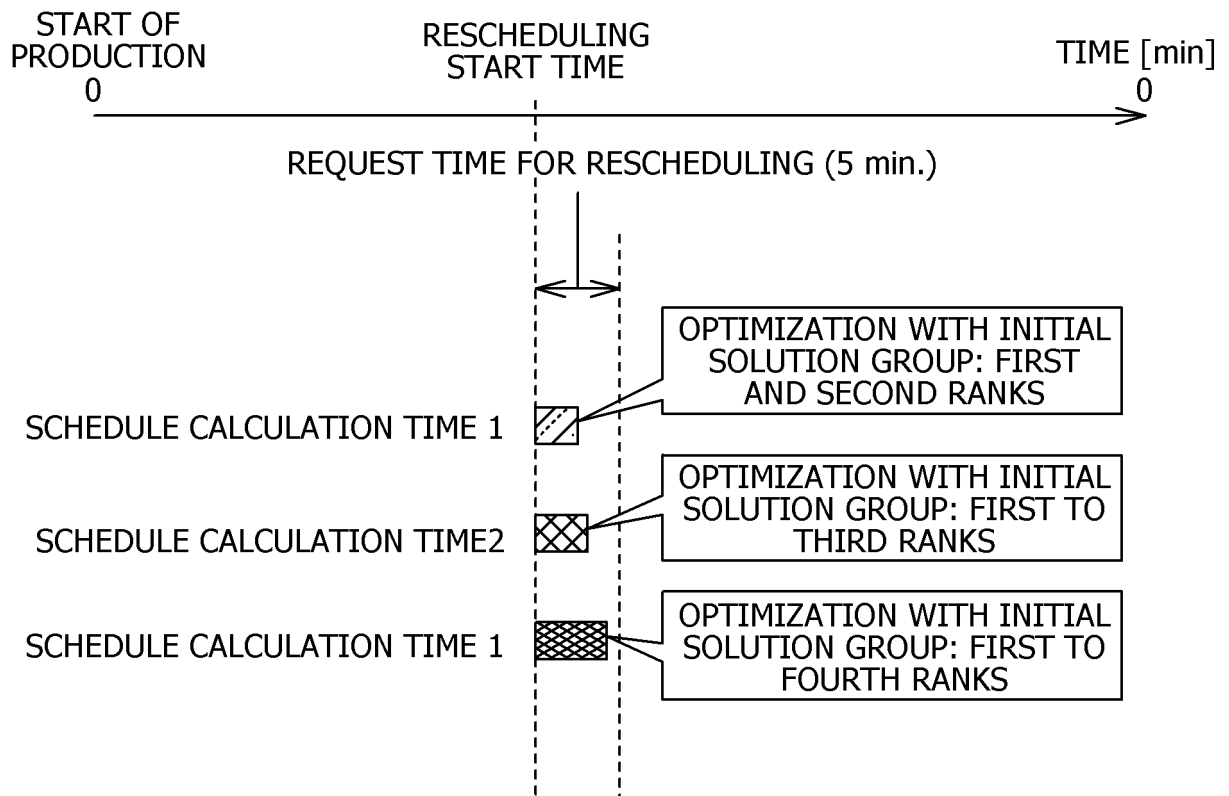 START OF
PRODUCTION
0
RESCHEDULING
START TIME
TIME [min]
0
REQUEST TIME FOR RESCHEDULING (5 min.)
OPTIMIZATION WITH INITIAL
SOLUTION GROUP: FIRST
AND SECOND RANKS
SCHEDULE CALCULATION TIME 1
OPTIMIZATION WITH INITIAL
SOLUTION GROUP: FIRST TO
THIRD RANKS
SCHEDULE CALCULATION TIME2
OPTIMIZATION WITH INITIAL
SOLUTION GROUP: FIRST TO
FOURTH RANKS
SCHEDULE CALCULATION TIME 1